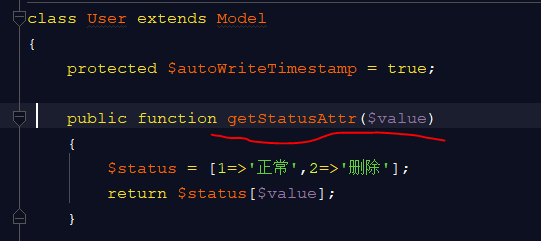 class User extends Model
{
protected $autoWriteTimestamp = true;
public function getStatusAttr($value)
{
$status = [1=>'正常',2=>'删除'];
return $status[$value];
}